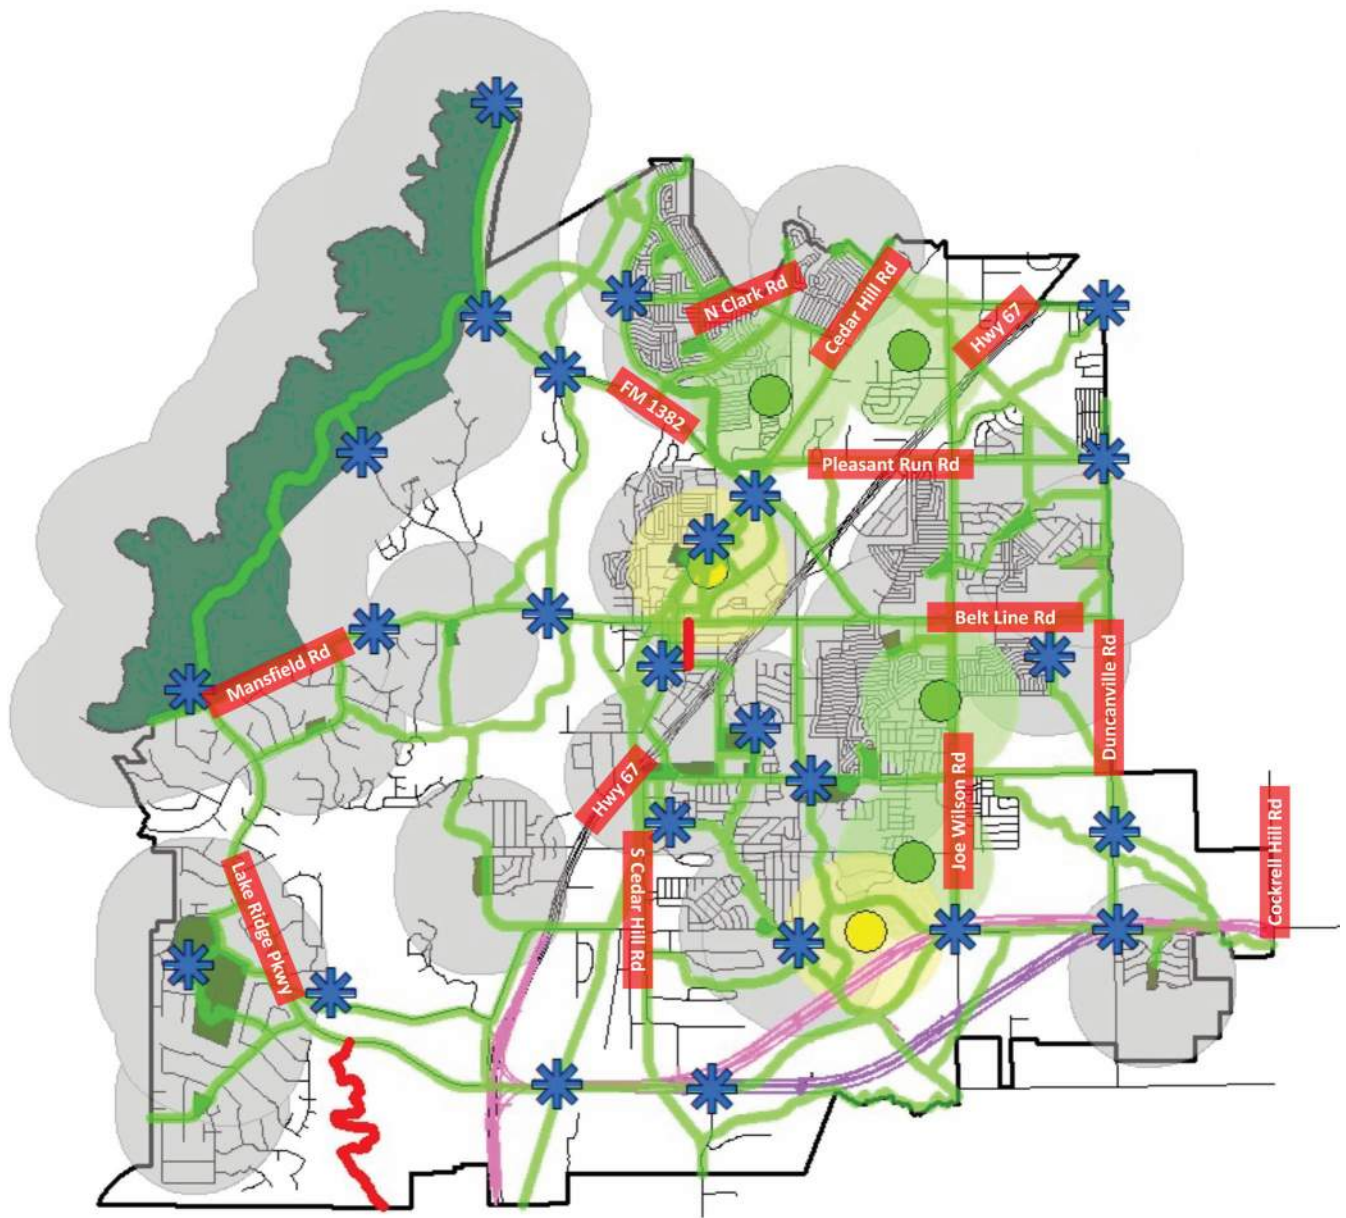 N Clark Rd
Cedar Hill Rd
Hwy 67
FM 1382
Pleasant Run Rd
Belt Line Rd
Mansfield Rd
Duncanville Rd
Hwy 67
Joe Wilson Rd
Cockrell Hill Rd
S Cedar Hill Rd
Lake Ridge Pkwy